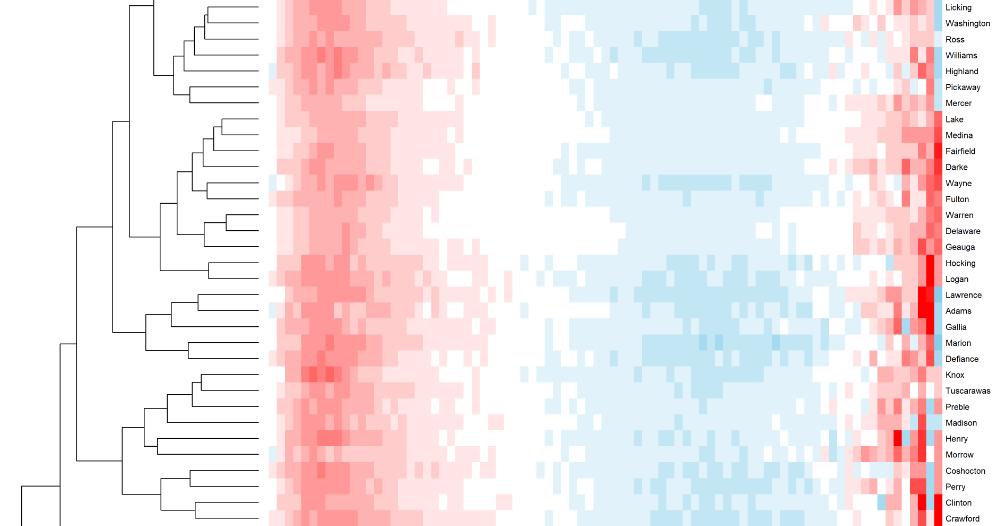 Licking
Washington
Ross
Williams
Highland
Pickaway
Mercer
Lake
Medina
Fairfield
Darke
Wayne
Fulton
Warren
Delaware
Geauga
Hocking
Logan
Lawrence
Adams
Gallia
Marion
Defiance
Knox
Tuscarawas
Preble
Madison
Henry
Morrow
Coshocton
Perry
Clinton
Crawford